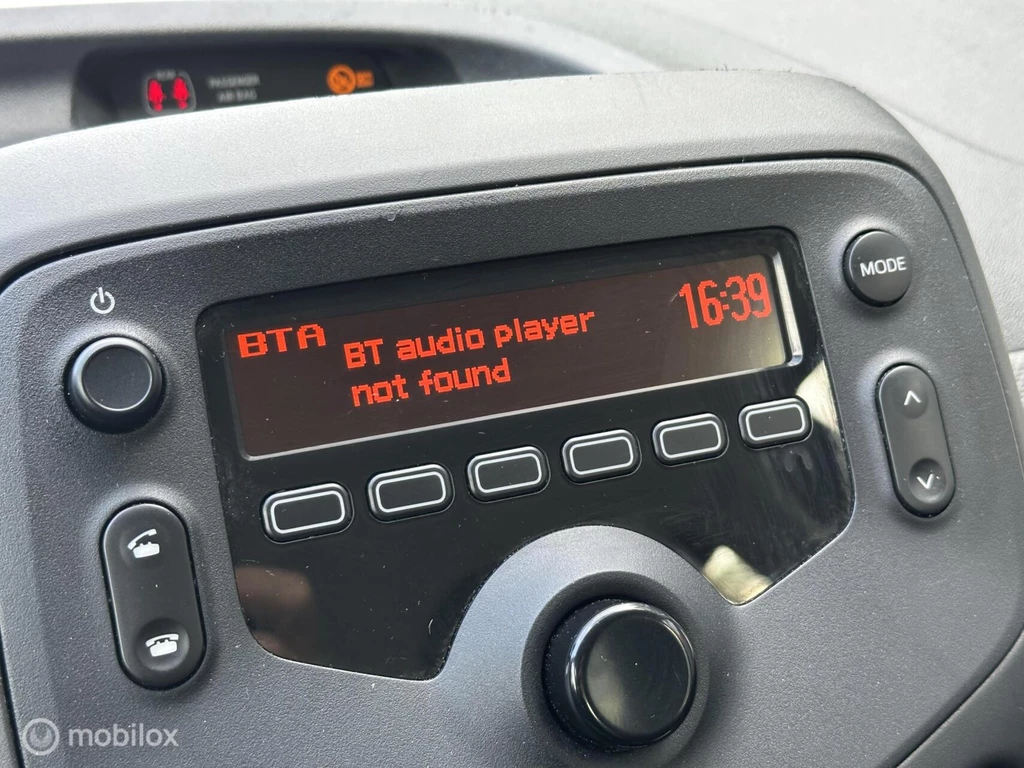 PASSENGER
AIR BAG
BTA
BT audio player
not found
16:39
MODE
mobilox